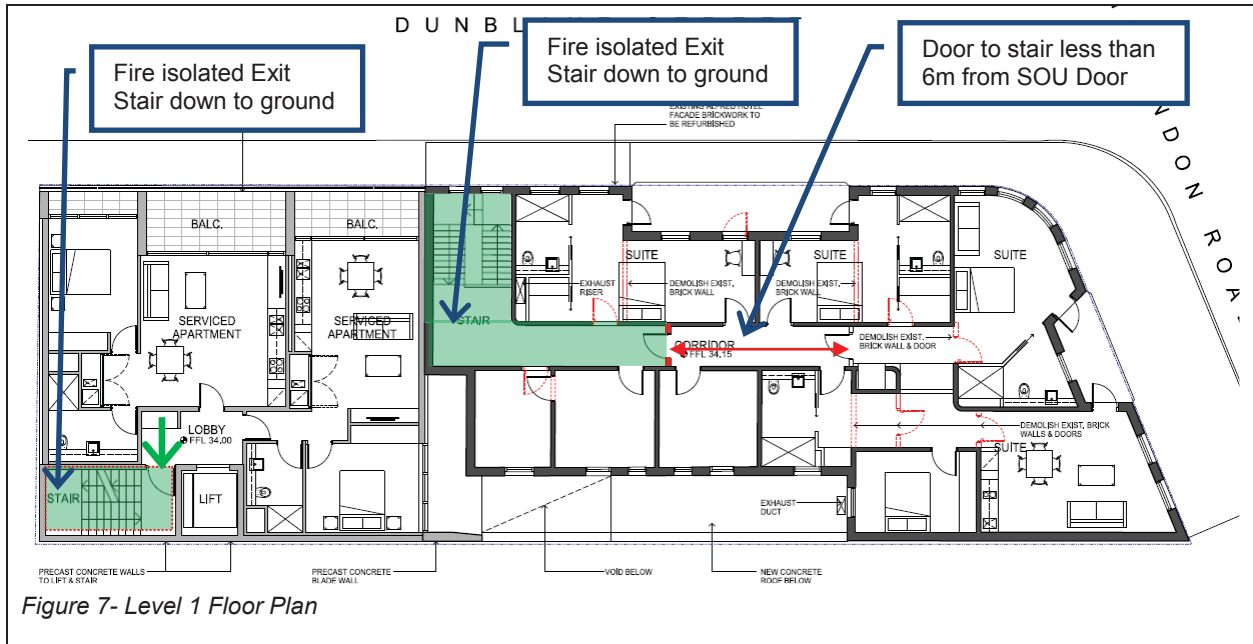 DUNBL
Fire isolated Exit
Stair down to ground
Fire isolated Exit
Stair down to ground
Door to stair less than
6m from SOU Door
EXISTING ALFRED HOTEL
FACADE BRICKWORK TO
BE REFURBISHED
NDON ROA
BALC.
BALC.
SUITE
SUITE
SUITE
EXHAUST
RISER
DEMOLISH EXIST.
BRICK WALL
DEMOLISH EXIST.
BRICK WALL
SERVICED
APARTMENT
SERVICED
APARTMENT
STAIR
CORRIDOR
FFL 34.15
DEMOLISH EXIST.
BRICK WALL & DOOR
LOBBY
FFL 34.00
DEMOLISH EXIST. BRICK
WALLS & DOORS
SUITE
STAIR
LIFT
EXHAUST
DUCT
PRECAST CONCRETE WALLS
TO LIFT & STAIR
PRECAST CONCRETE
BLADE WALL
VOID BELOW
NEW CONCRETE
ROOF BELOW
Figure 7- Level 1 Floor Plan